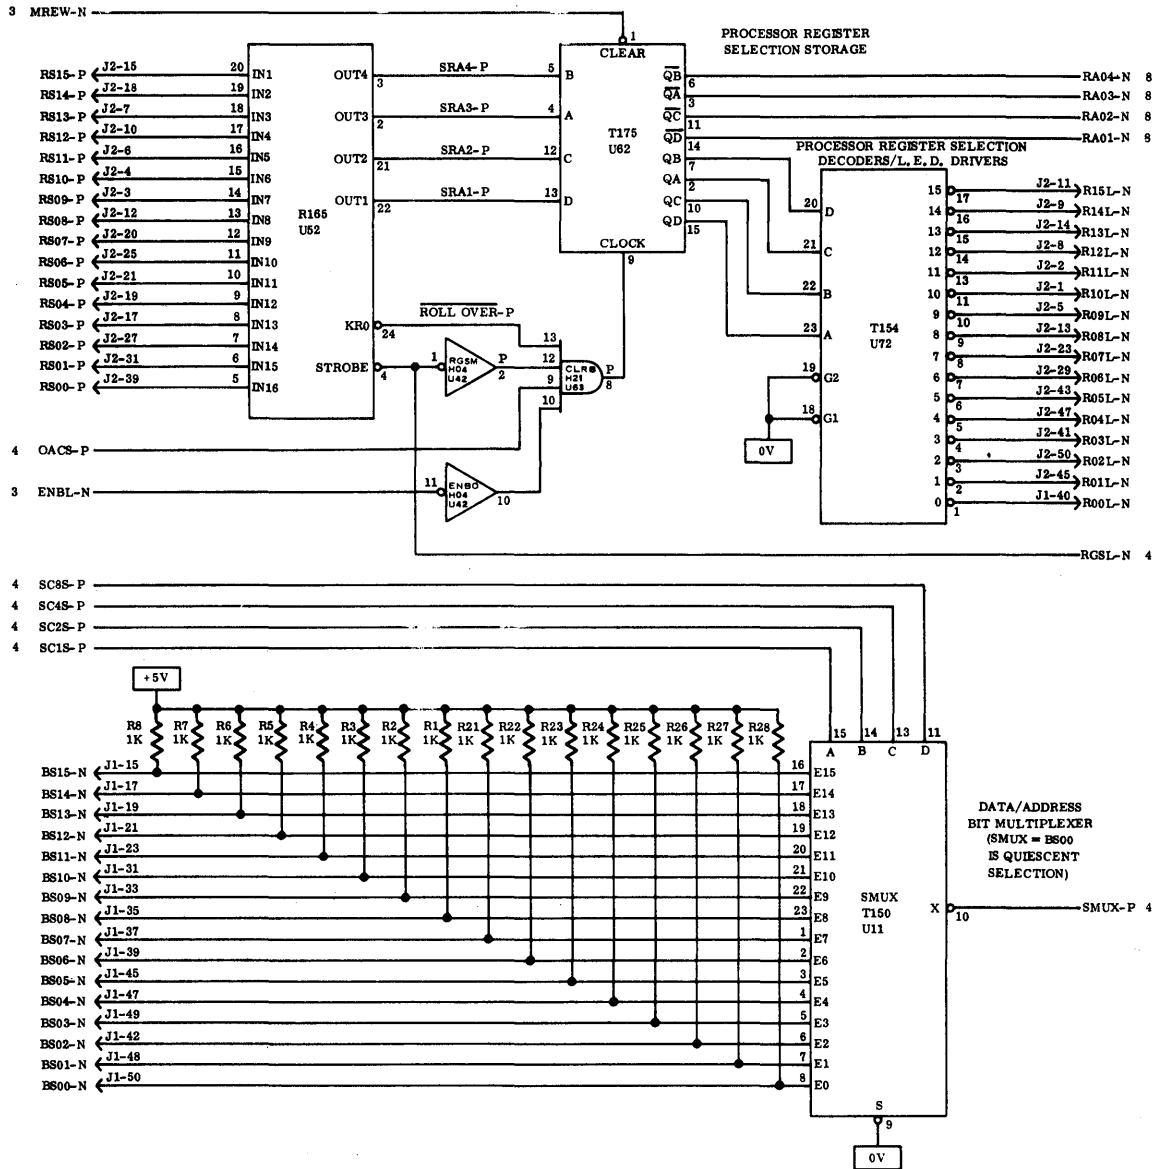 3 MREW-N
PROCESSOR REGISTER
SELECTION STORAGE
1
CLEAR
RS15-P J2-15 20 IN1 OUT4 3 SRA4-P 5 B QB 6 RA04-N 8
RS14-P J2-18 19 IN2 QA 3 RA03-N 8
RS13-P J2-7 18 IN3 OUT3 2 SRA3-P 4 A QC 11 RA02-N 8
RS12-P J2-10 17 IN4 T175 U62 QD 14 RA01-N 8
PROCESSOR REGISTER SELECTION
DECODERS/L.E.D. DRIVERS
RS11-P J2-6 16 IN5 OUT2 21 SRA2-P 12 C QB 7
RS10-P J2-4 15 IN6 QA 2
RS09-P J2-3 14 IN7 OUT1 22 SRA1-P 13 D QC 10
RS08-P J2-12 13 IN8 QD 15
R165
U52
RS07-P J2-20 12 IN9 CLOCK 9
RS06-P J2-25 11 IN10
RS05-P J2-21 10 IN11
RS04-P J2-19 9 IN12
RS03-P J2-17 8 IN13
RS02-P J2-27 7 IN14
RS01-P J2-31 6 IN15
RS00-P J2-39 5 IN16
KR0 24 ROLL OVER-P 13
STROBE 4
1 RGSM H04 U42 P 2
12
9
10
CLRB H21 U63 P 8
4 OACS-P
3 ENBL-N 11 ENBO H04 U42 10
20 D
21 C
22 B
23 A
T154
U72
19 G2
18 G1
0V
15 17 J2-11 R15L-N
14 16 J2-9 R14L-N
13 15 J2-14 R13L-N
12 14 J2-8 R12L-N
11 13 J2-2 R11L-N
10 11 J2-1 R10L-N
9 10 J2-5 R09L-N
8 9 J2-13 R08L-N
7 8 J2-23 R07L-N
6 7 J2-29 R06L-N
5 6 J2-43 R05L-N
4 5 J2-47 R04L-N
3 4 J2-41 R03L-N
2 3 J2-50 R02L-N
1 2 J2-45 R01L-N
0 1 J1-40 R00L-N
RGSL-N 4
4 SC8S-P
4 SC4S-P
4 SC2S-P
4 SC1S-P
+5V
R8 R7 R6 R5 R4 R3 R2 R1 R21 R22 R23 R24 R25 R26 R27 R28
1K 1K 1K 1K 1K 1K 1K 1K 1K 1K 1K 1K 1K 1K 1K 1K
15 14 13 11
A B C D
BS15-N J1-15 16 E15
BS14-N J1-17 17 E14
BS13-N J1-19 18 E13
BS12-N J1-21 19 E12
BS11-N J1-23 20 E11
BS10-N J1-31 21 E10
BS09-N J1-33 22 E9
BS08-N J1-35 23 E8
BS07-N J1-37 1 E7
BS06-N J1-39 2 E6
BS05-N J1-45 3 E5
BS04-N J1-47 4 E4
BS03-N J1-49 5 E3
BS02-N J1-42 6 E2
BS01-N J1-48 7 E1
BS00-N J1-50 8 E0
SMUX
T150
U11
X 10 SMUX-P 4
DATA/ADDRESS
BIT MULTIPLEXER
(SMUX = BS00
IS QUIESCENT
SELECTION)
S
9
0V